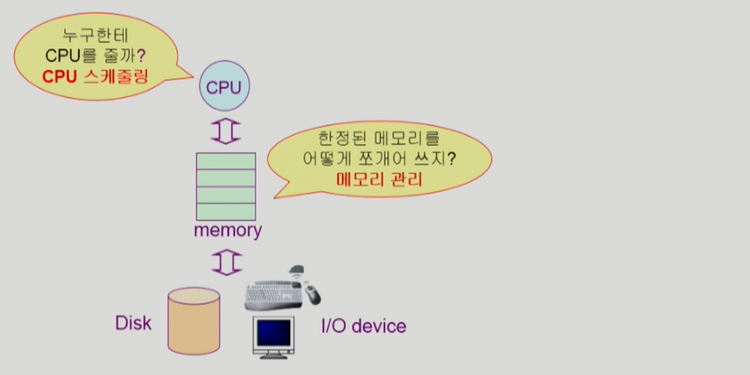 누구한테
CPU를 줄까?
CPU 스케줄링
CPU
한정된 메모리를
어떻게 쪼개어 쓰지?
메모리 관리
memory
Disk
I/O device